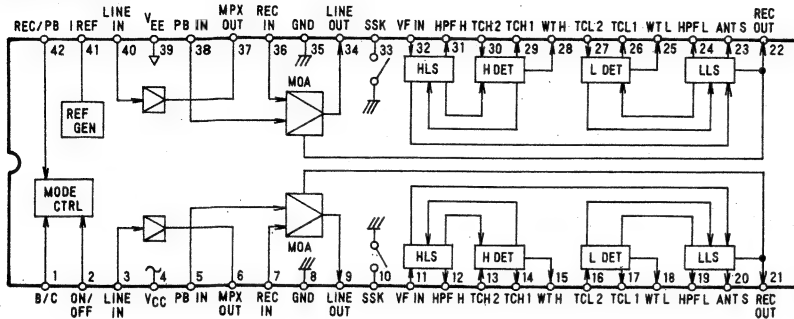 REC/PB I REF LINE IN VEE PB IN MPX OUT REC IN GND LINE OUT SSK VF IN HPF H TCH2 TCH1 WT H TCL2 TCL1 WT L HPF L ANT S REC OUT
42 41 40 39 38 37 36 35 34 33 32 31 30 29 28 27 26 25 24 23 22
MOA
HLS H DET L DET LLS
REF GEN
MODE CTRL
MOA
HLS H DET L DET LLS
1 2 3 4 5 6 7 8 9 10 11 12 13 14 15 16 17 18 19 20 21
B/C ON/OFF LINE IN VCC PB IN MPX OUT REC IN GND LINE OUT SSK VF IN HPF H TCH2 TCH1 WT H TCL2 TCL1 WT L HPF L ANT S REC OUT